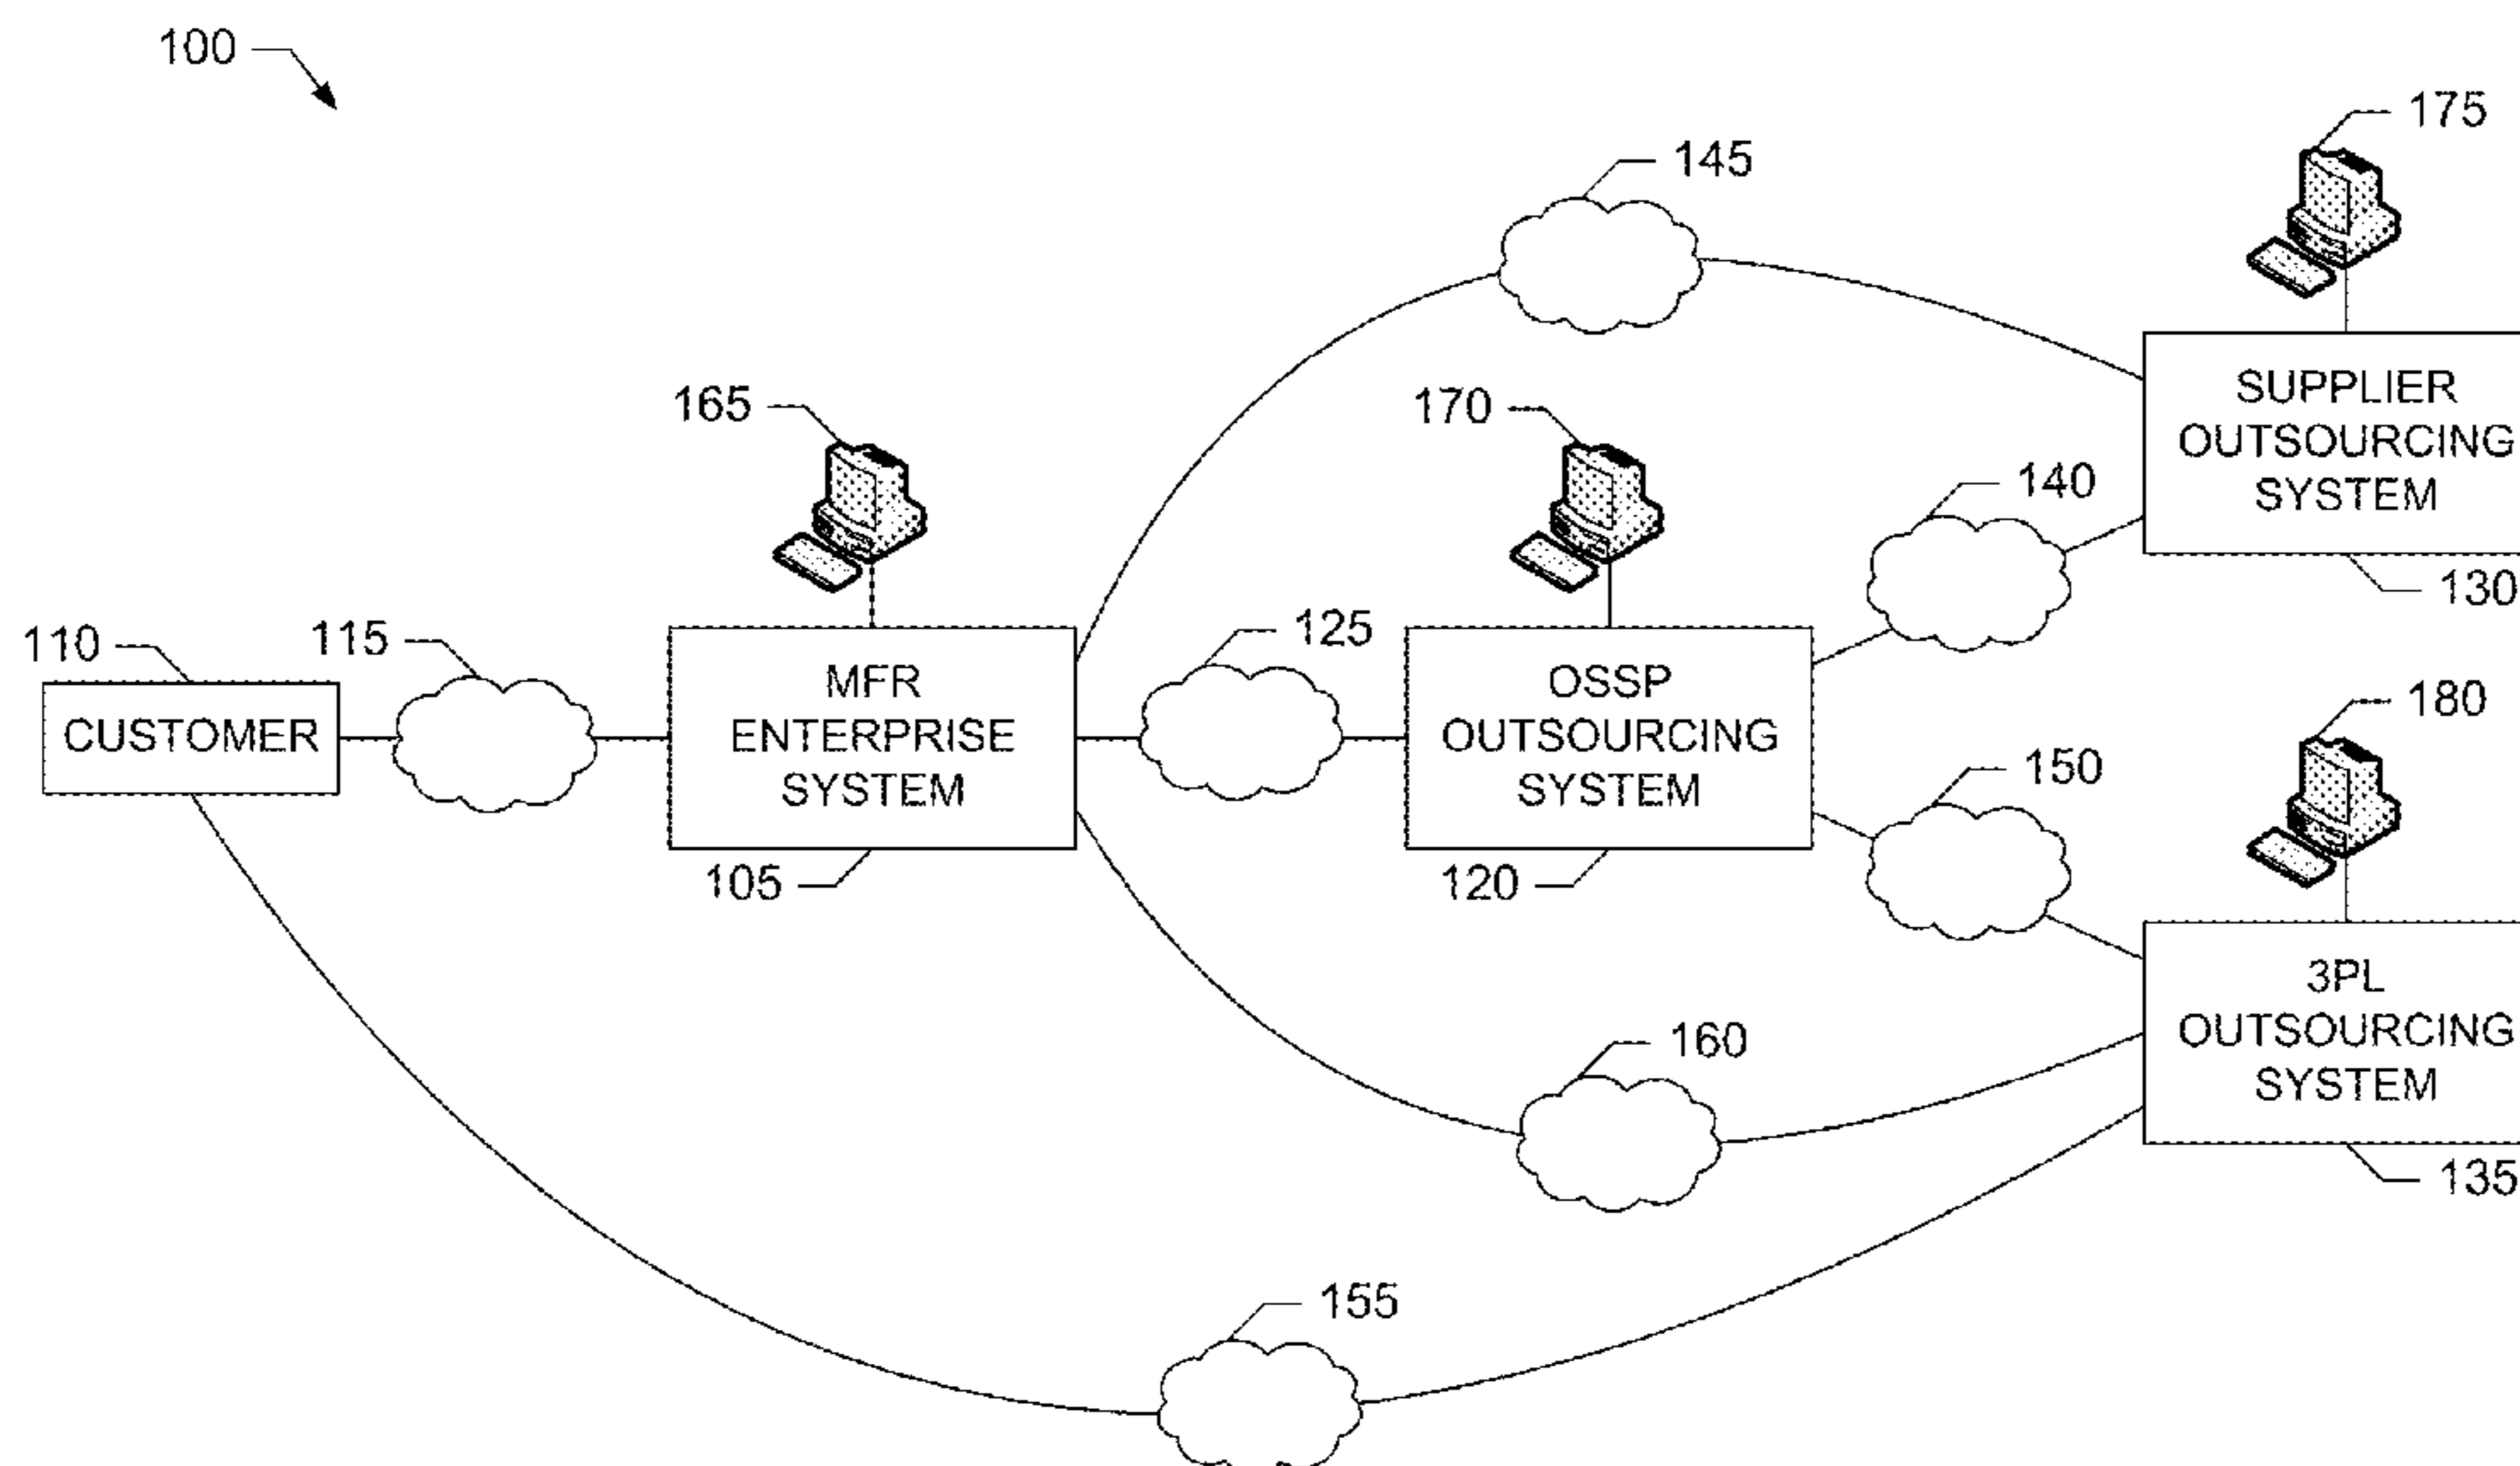 100
175
145
SUPPLIER
OUTSOURCING
SYSTEM
165
170
140
130
110
115
125
MFR
ENTERPRISE
SYSTEM
OSSP
OUTSOURCING
SYSTEM
CUSTOMER
180
150
105
120
3PL
OUTSOURCING
SYSTEM
160
135
155